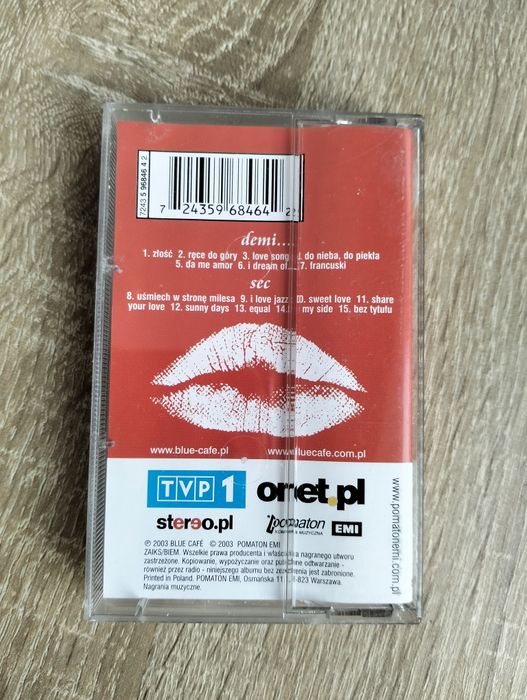 7243 5 96846 4 2
7 24359 68464 2
demi....
1. złość 2. ręce do góry 3. love song 4. do nieba, do piekła
5. da me amor 6. i dream of... 7. francuski
sec
8. uśmiech w stronę milesa 9. i love jazz 10. sweet love 11. share
your love 12. sunny days 13. equal 14. my side 15. bez tytułu
www.blue-cafe.pl www.bluecafe.com.pl
TVP 1 onet.pl
stereo.pl pomaton EMI
www.pomatonemi.com.pl
℗ 2003 BLUE CAFÉ © 2003 POMATON EMI
ZAIKS/BIEM. Wszelkie prawa producenta i właściciela nagranego utworu
zastrzeżone. Kopiowanie, wypożyczanie oraz publiczne odtwarzanie -
również przez radio - niniejszego albumu bez zezwolenia jest zabronione.
Printed in Poland. POMATON EMI, Osmańska 11, -823 Warszawa.
Nagrania muzyczne.